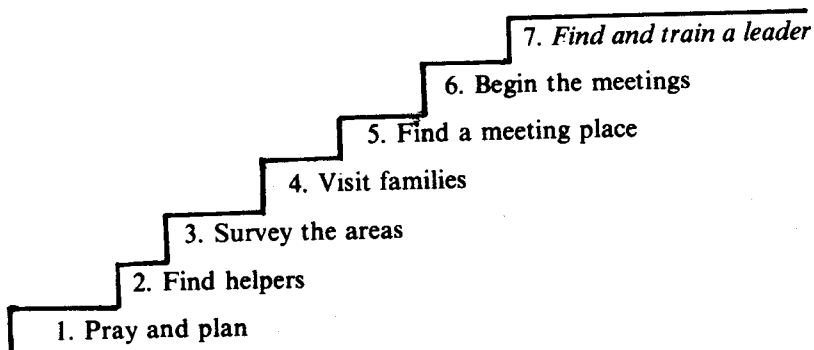 7. Find and train a leader
6. Begin the meetings
5. Find a meeting place
4. Visit families
3. Survey the areas
2. Find helpers
1. Pray and plan